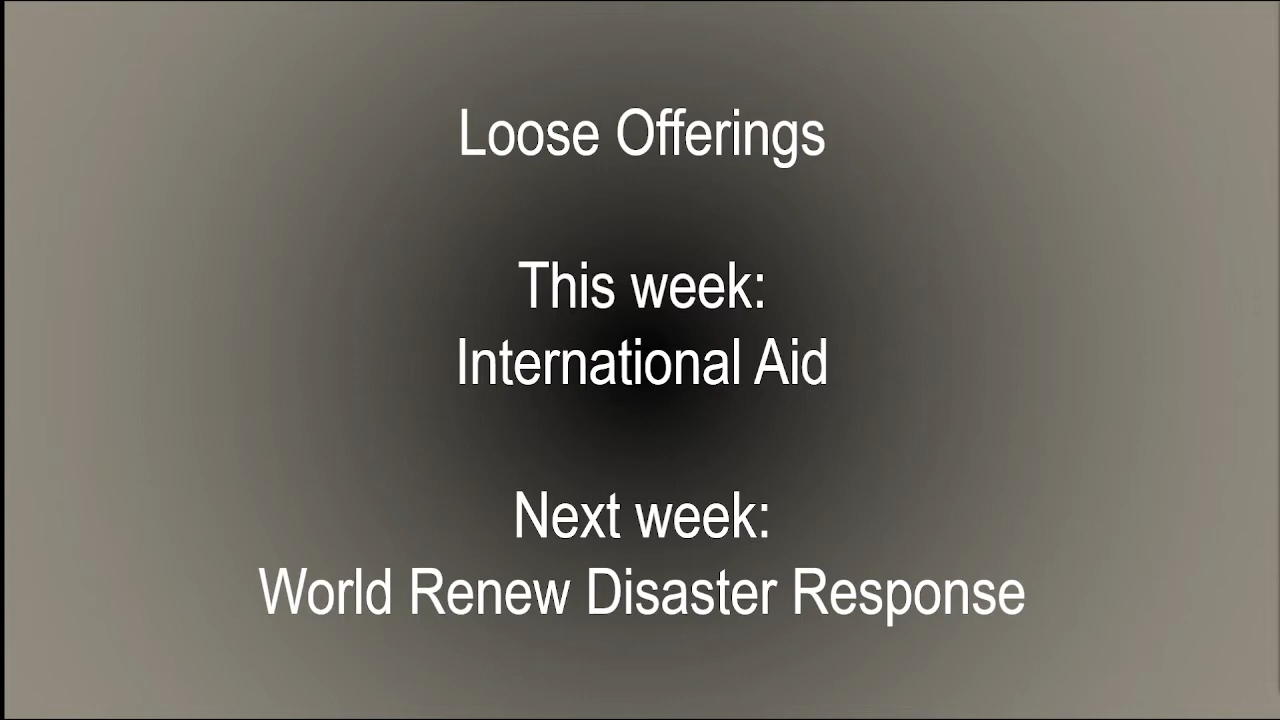 Loose Offerings
This week:
International Aid
Next week:
World Renew Disaster Response